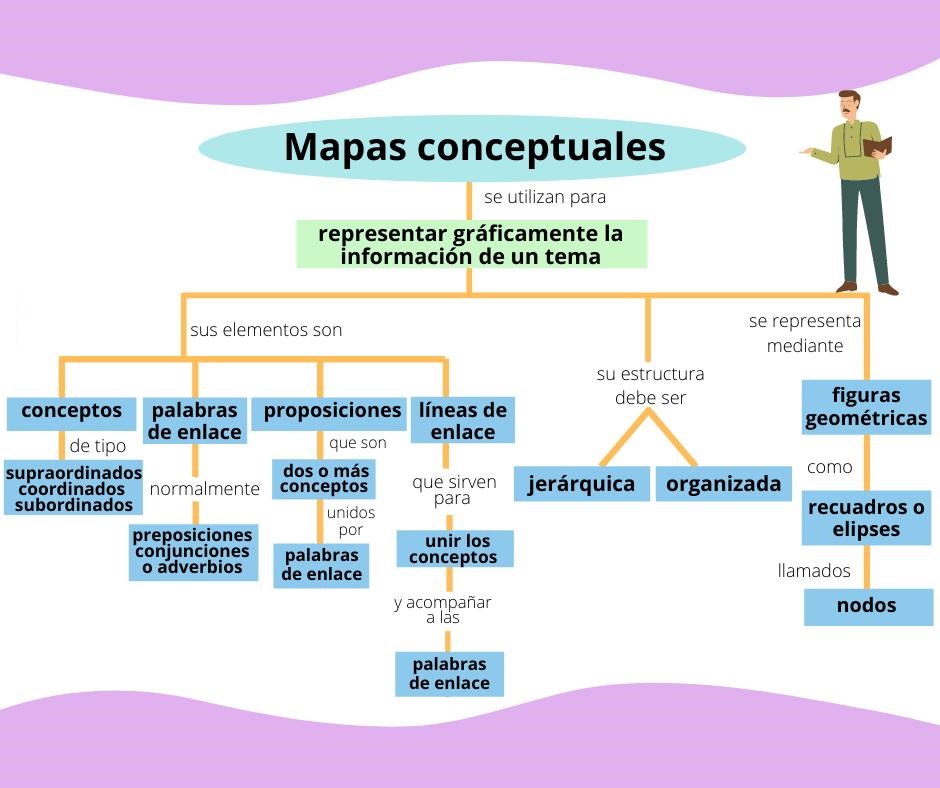 Mapas conceptuales
se utilizan para
representar gráficamente la
información de un tema
sus elementos son
conceptos
de tipo
supraordinados
coordinados
subordinados
palabras
de enlace
normalmente
preposiciones
conjunciones
o adverbios
proposiciones
que son
dos o más
conceptos
unidos
por
palabras
de enlace
líneas de
enlace
que sirven
para
unir los
conceptos
y acompañar
a las
palabras
de enlace
su estructura
debe ser
jerárquica
organizada
se representa
mediante
figuras
geométricas
como
recuadros o
elipses
llamados
nodos